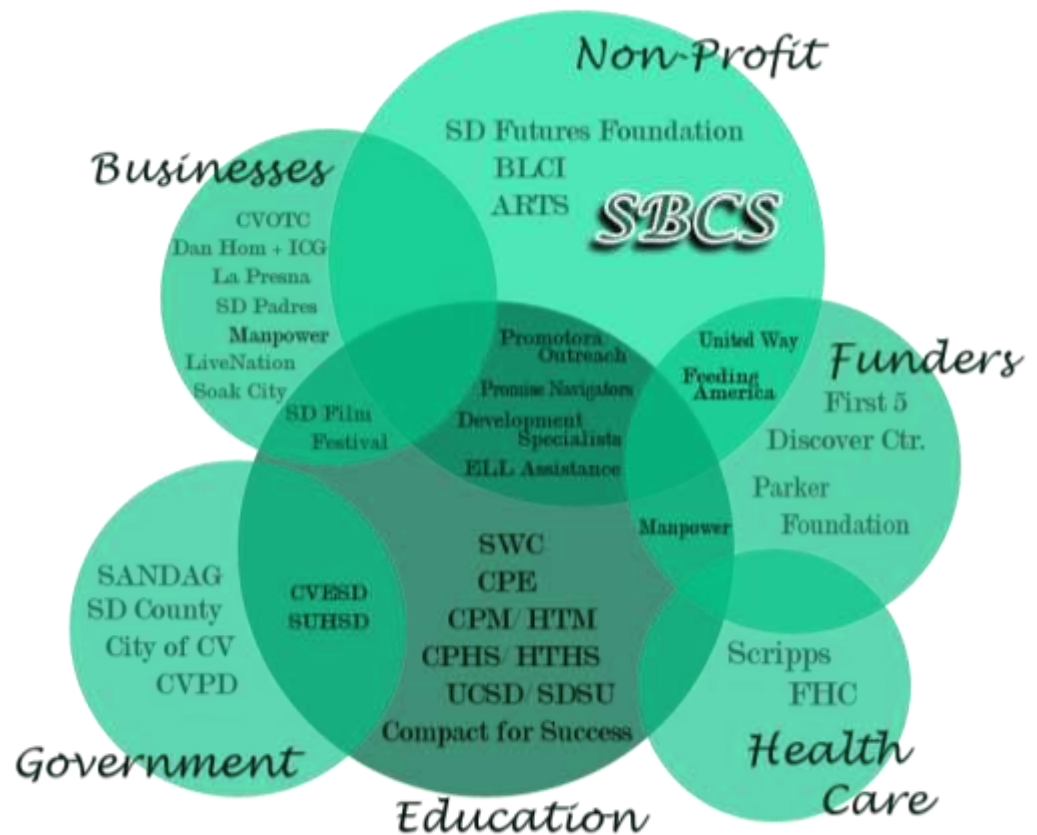 Non-Profit
SD Futures Foundation
BLCI
ARTS
SBCS
Businesses
CVOTC
Dan Hom + ICG
La Presna
SD Padres
Manpower
LiveNation
Soak City
SD Film
Festival
Promotora
Outreach
Promise Navigators
Development
Specialists
ELL Assistance
United Way
Feeding
America
Funders
First 5
Discover Ctr.
Parker
Foundation
Manpower
SANDAG
SD County
City of CV
CVPD
CVESD
SUHSD
Government
SWC
CPE
CPM/ HTM
CPHS/ HTHS
UCSD/ SDSU
Compact for Success
Education
Scripps
FHC
Health
Care